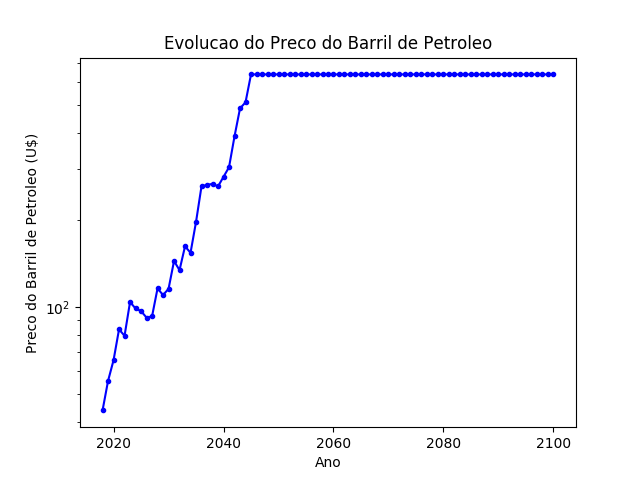 Evolucao do Preco do Barril de Petroleo
Preco do Barril de Petroleo (U$)
10²
2020 2040 2060 2080 2100
Ano